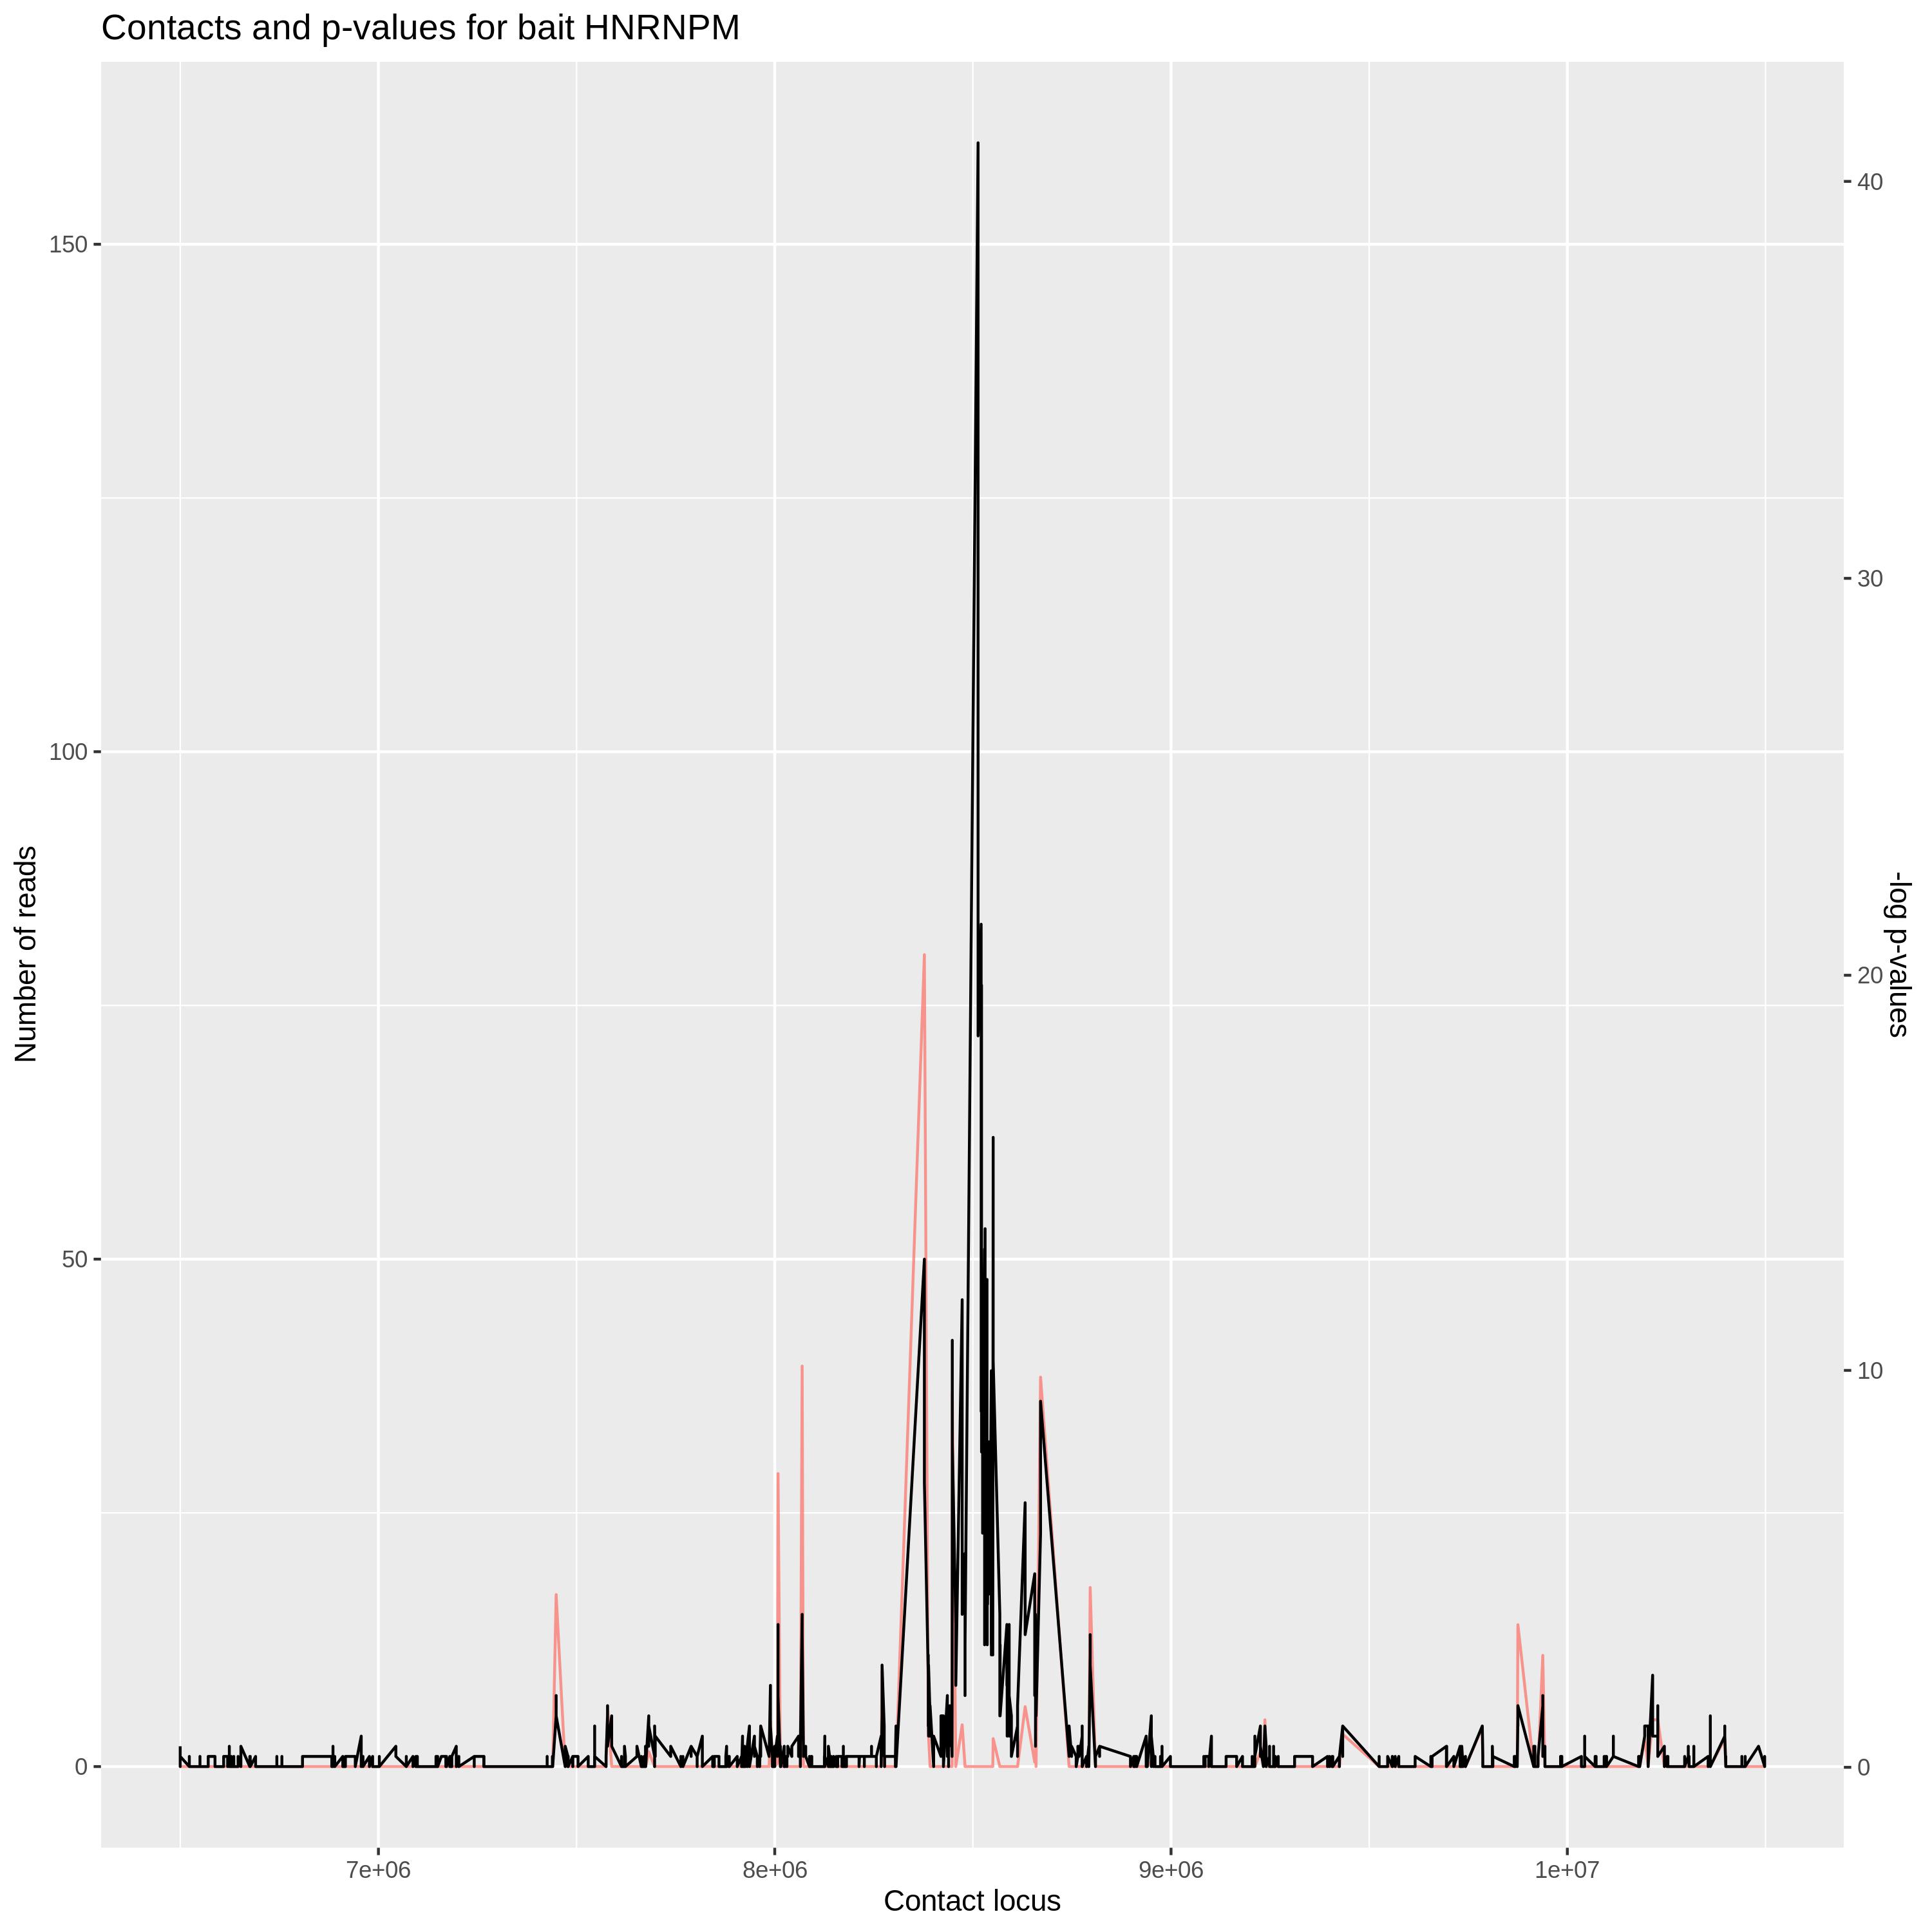 Contacts and p-values for bait HNRNPM
150
100
50
0
Number of reads
40
30
20
10
0
-log p-values
7e+06
8e+06
9e+06
1e+07
Contact locus